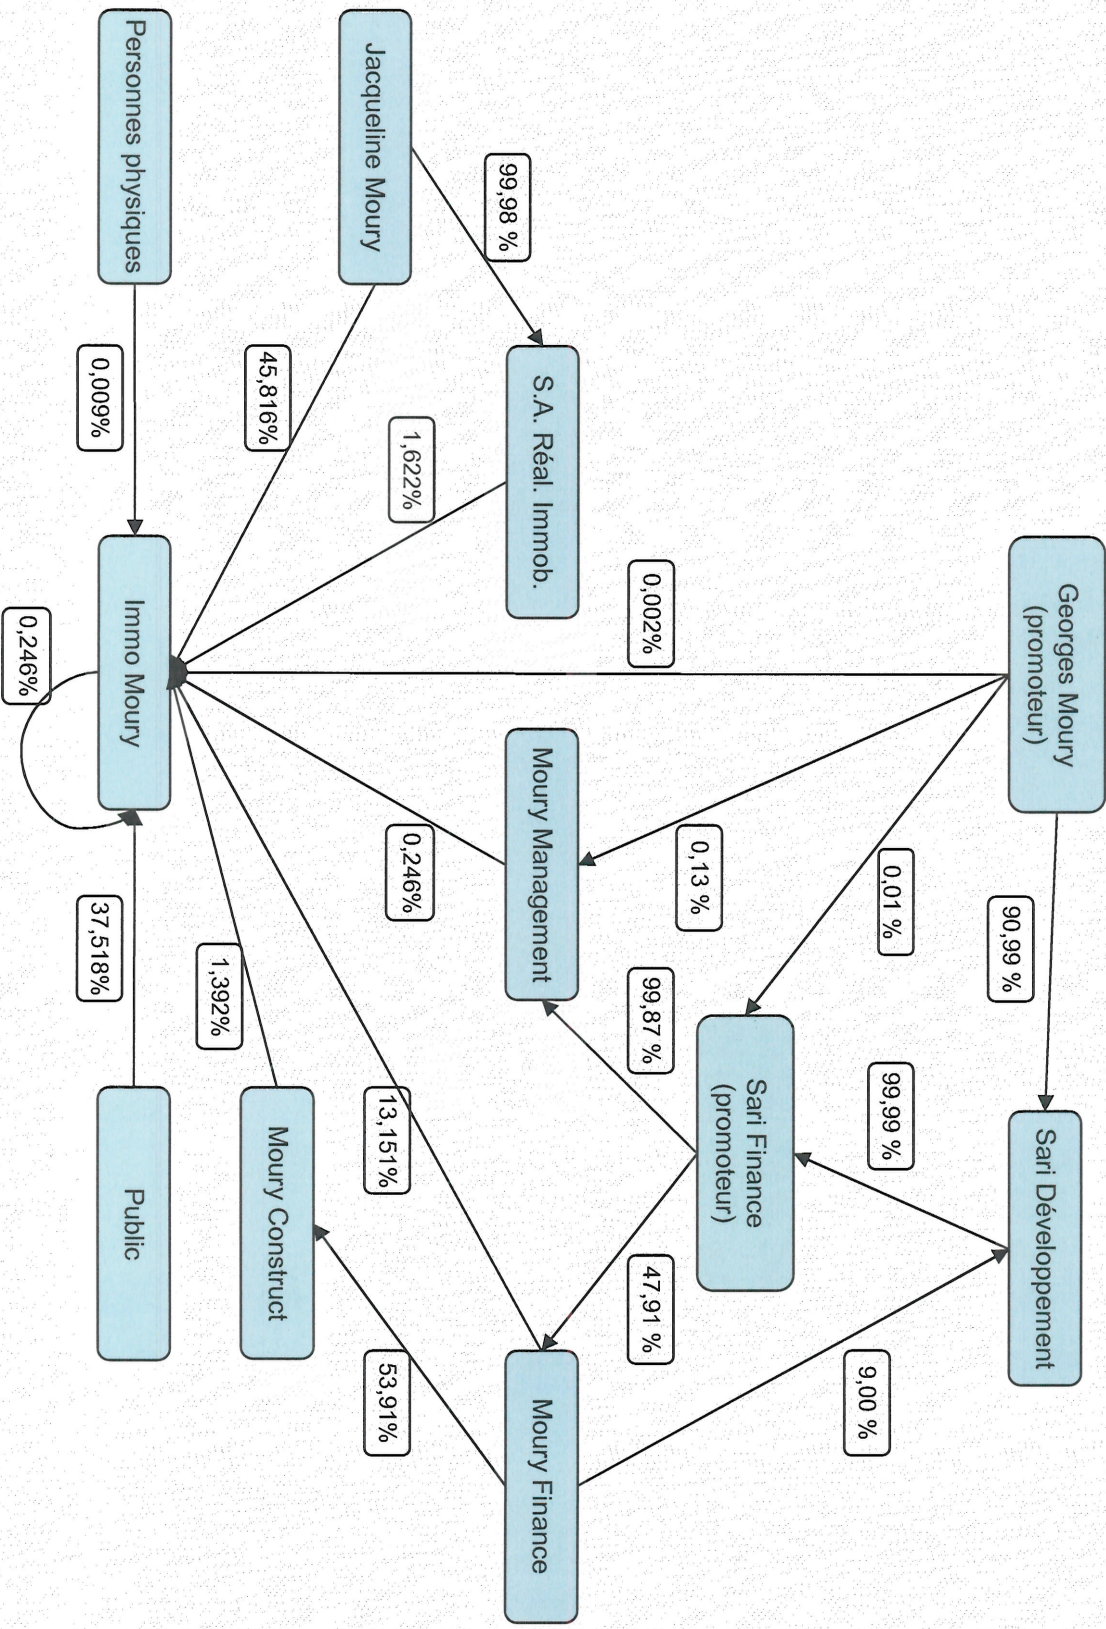 Georges Moury
(promoteur)
90,99 %
Sari Développement
0,01 %
99,99 %
9,00 %
Sari Finance
(promoteur)
0,002%
0,13 %
99,87 %
47,91 %
99,98 %
S.A. Réal. Immob.
Moury Management
Moury Finance
Jacqueline Moury
1,622%
0,246%
13,151%
53,91%
45,816%
1,392%
Moury Construct
Personnes physiques
0,009%
Immo Moury
37,518%
Public
0,246%